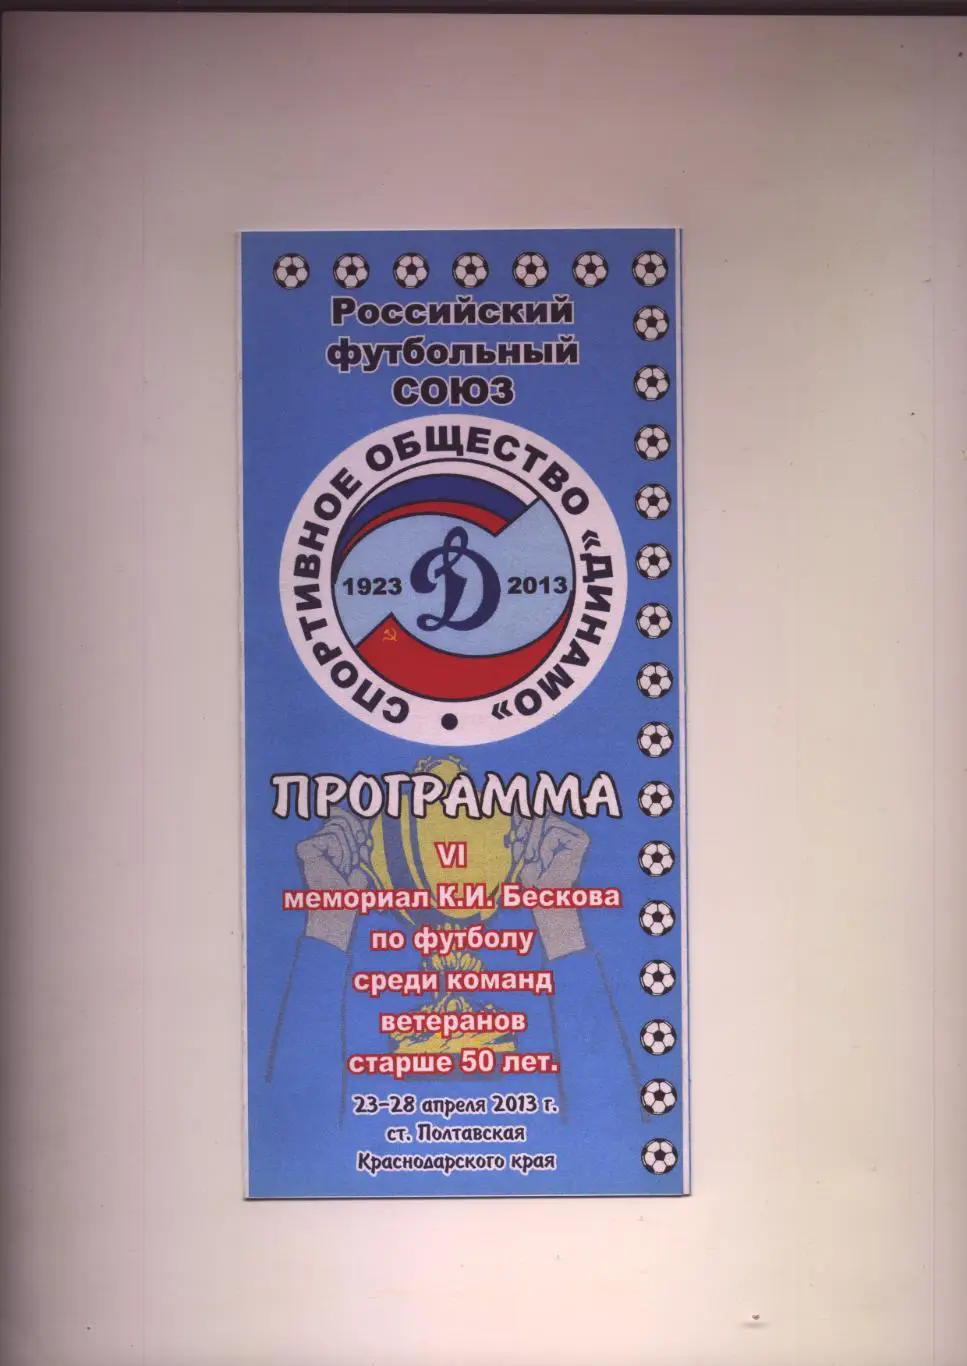 Российский
футбольный
СОЮЗ
СПОРТИВНОЕ ОБЩЕСТВО «ДИНАМО»
1923 Д 2013
ПРОГРАММА
VI
мемориал К.И. Бескова
по футболу
среди команд
ветеранов
старше 50 лет.
23-28 апреля 2013 г.
ст. Полтавская
Краснодарского края